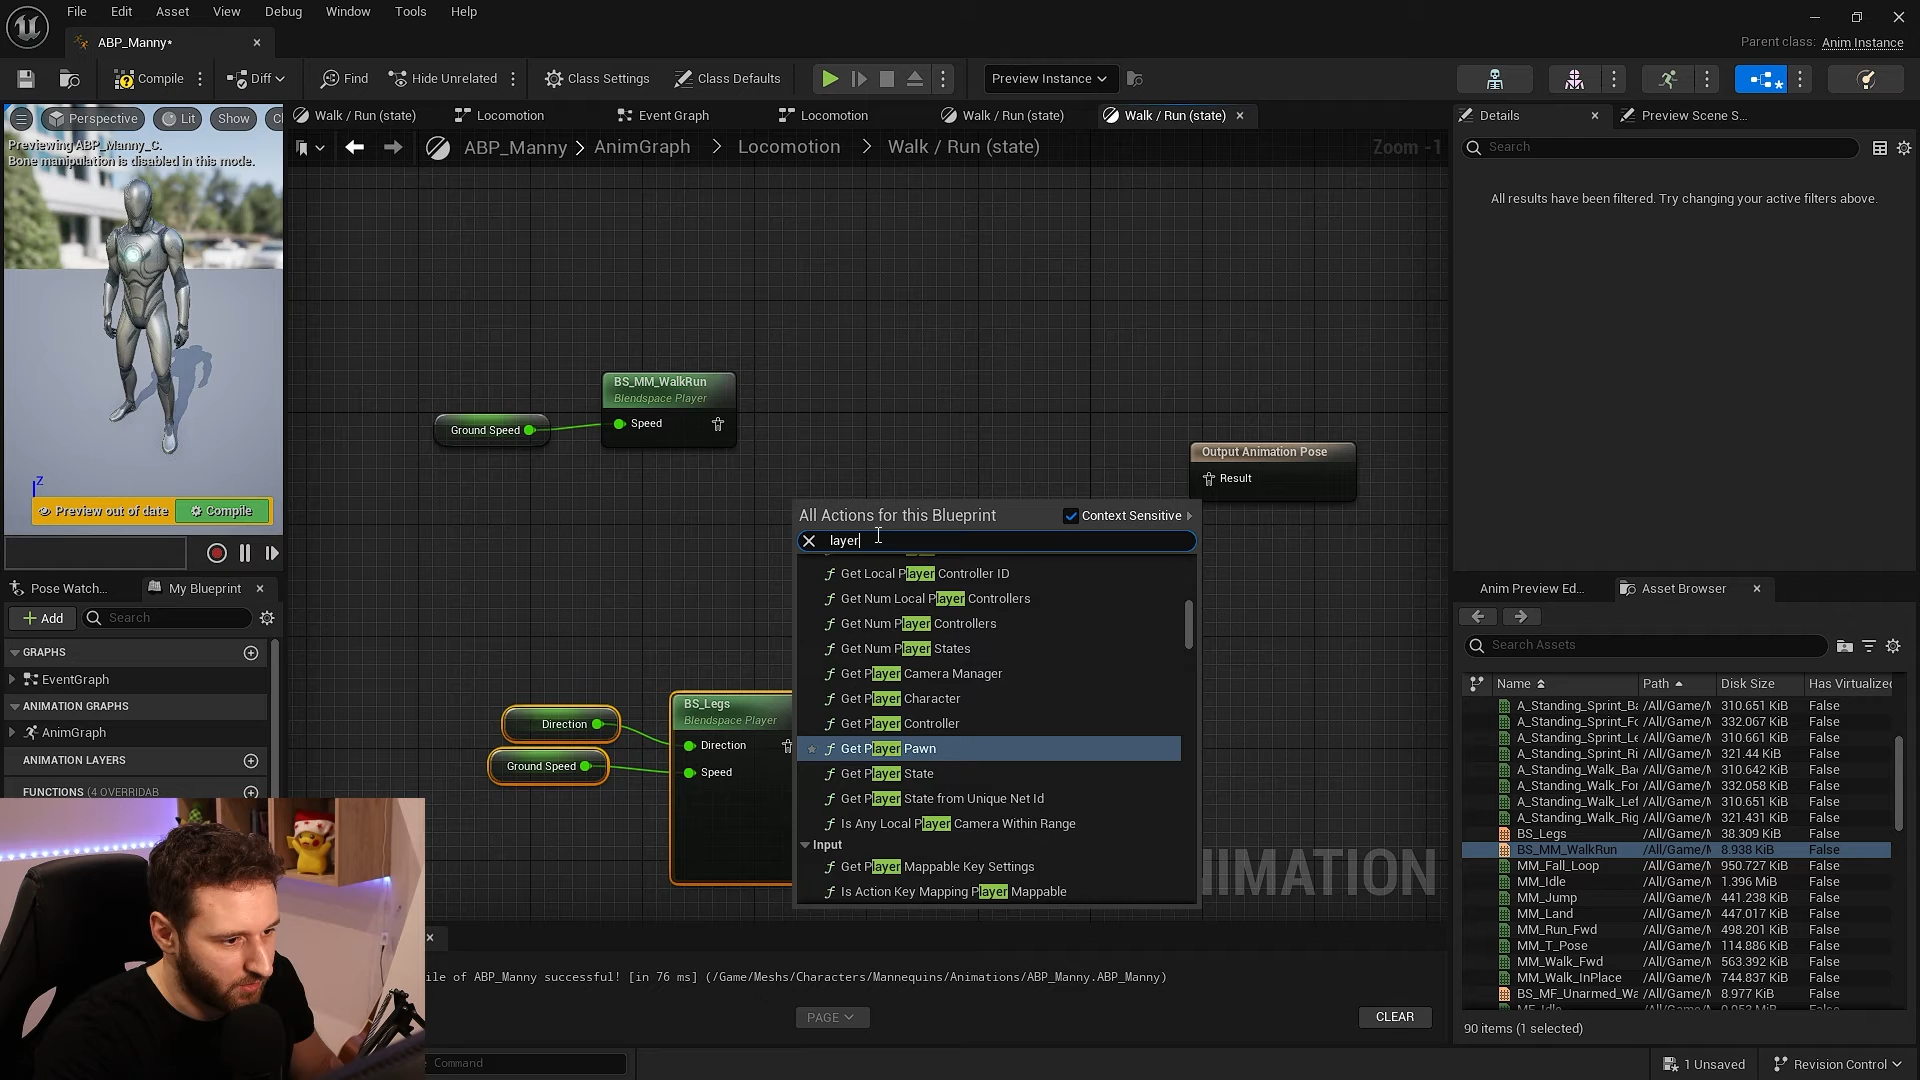 File Edit Asset View Debug Window Tools Help
ABP_Manny*
Parent class: Anim Instance
Compile Diff Find Hide Unrelated Class Settings Class Defaults Preview Instance
Perspective Lit Show
Previewing ABP_Manny_C.
Bone manipulation is disabled in this mode.
Z
Preview out of date Compile
Walk / Run (state) Locomotion Event Graph Locomotion Walk / Run (state) Walk / Run (state)
ABP_Manny > AnimGraph > Locomotion > Walk / Run (state)
Zoom -1
BS_MM_WalkRun
Blendspace Player
Ground Speed Speed
Output Animation Pose
Result
BS_Legs
Blendspace Player
Direction Direction
Ground Speed Speed
All Actions for this Blueprint Context Sensitive
layer
Get Local Player Controller ID
Get Num Local Player Controllers
Get Num Player Controllers
Get Num Player States
Get Player Camera Manager
Get Player Character
Get Player Controller
Get Player Pawn
Get Player State
Get Player State from Unique Net Id
Is Any Local Player Camera Within Range
Input
Get Player Mappable Key Settings
Is Action Key Mapping Player Mappable
NIMATION
Pose Watch... My Blueprint
Add Search
GRAPHS
EventGraph
ANIMATION GRAPHS
AnimGraph
ANIMATION LAYERS
FUNCTIONS (4 OVERRIDAB
ile of ABP_Manny successful! [in 76 ms] (/Game/Meshs/Characters/Mannequins/Animations/ABP_Manny.ABP_Manny)
PAGE CLEAR
Command
Details Preview Scene S...
Search
All results have been filtered. Try changing your active filters above.
Anim Preview Ed... Asset Browser
Search Assets
Name Path Disk Size Has Virtualized
A_Standing_Sprint_Ba /All/Game/M 310.651 KiB False
A_Standing_Sprint_Fo /All/Game/M 332.067 KiB False
A_Standing_Sprint_Le /All/Game/M 310.661 KiB False
A_Standing_Sprint_Ri /All/Game/M 321.44 KiB False
A_Standing_Walk_Bac /All/Game/M 310.642 KiB False
A_Standing_Walk_For /All/Game/M 332.058 KiB False
A_Standing_Walk_Lef /All/Game/M 310.651 KiB False
A_Standing_Walk_Rig /All/Game/M 321.431 KiB False
BS_Legs /All/Game/M 38.309 KiB False
BS_MM_WalkRun /All/Game/M 8.938 KiB False
MM_Fall_Loop /All/Game/M 950.727 KiB False
MM_Idle /All/Game/M 1.396 MiB False
MM_Jump /All/Game/M 441.238 KiB False
MM_Land /All/Game/M 447.017 KiB False
MM_Run_Fwd /All/Game/M 498.201 KiB False
MM_T_Pose /All/Game/M 114.886 KiB False
MM_Walk_Fwd /All/Game/M 563.392 KiB False
MM_Walk_InPlace /All/Game/M 744.837 KiB False
BS_MF_Unarmed_Wa /All/Game/M 8.977 KiB False
90 items (1 selected)
1 Unsaved Revision Control